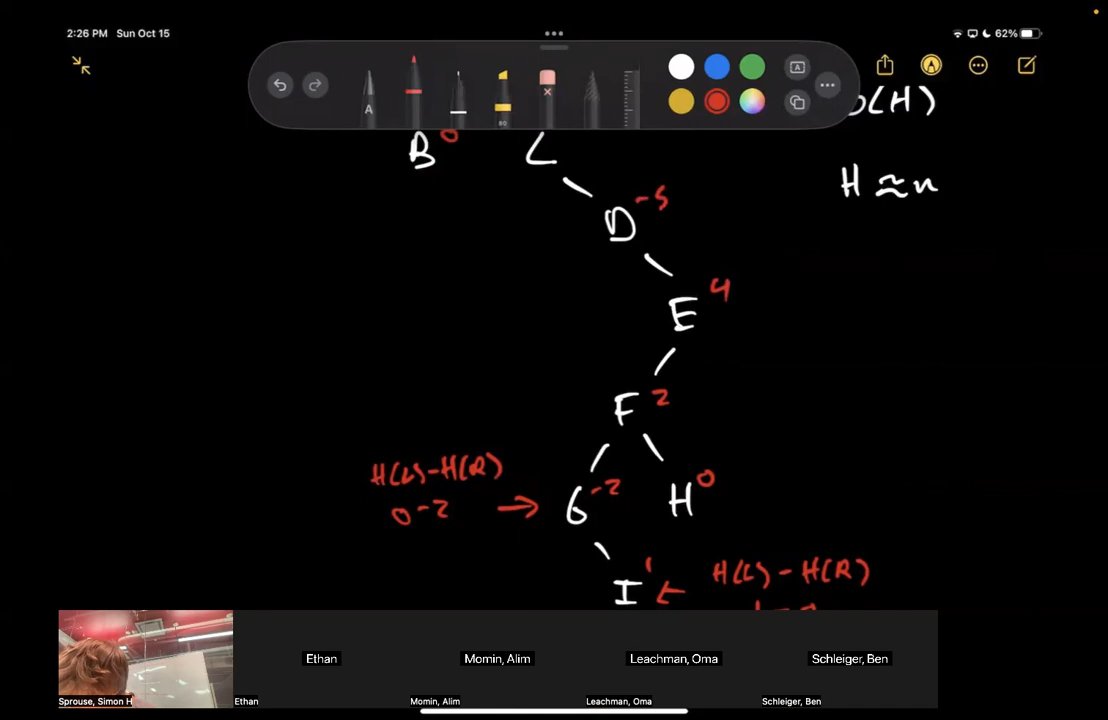 2:26 PM Sun Oct 15
62%
A
80
A
(H)
B 0
C
H ≈ n
D -5
E 4
F 2
H(L)-H(R)
0-2 → G -2
H 0
I 1 ← H(L) - H(R)
Ethan
Momin, Alim
Leachman, Oma
Schleiger, Ben
Sprouse, Simon H
Ethan
Momin, Alim
Leachman, Oma
Schleiger, Ben